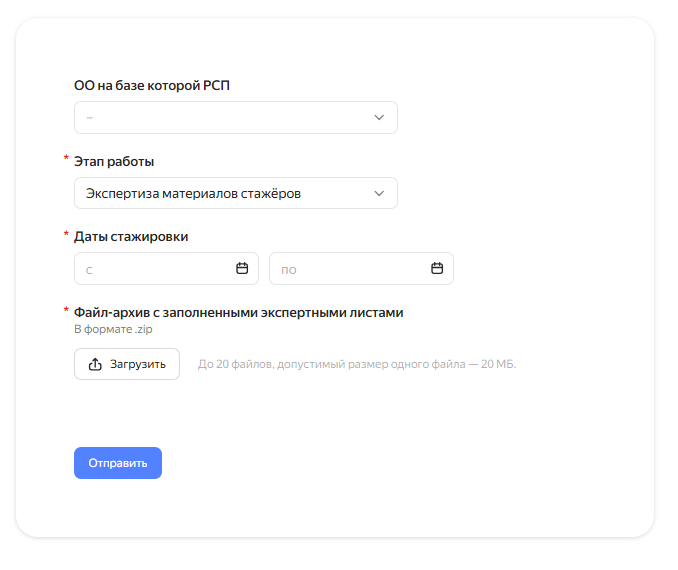 ОО на базе которой РСП
–
* Этап работы
Экспертиза материалов стажёров
* Даты стажировки
с по
* Файл-архив с заполненными экспертными листами
В формате .zip
Загрузить До 20 файлов, допустимый размер одного файла — 20 МБ.
Отправить